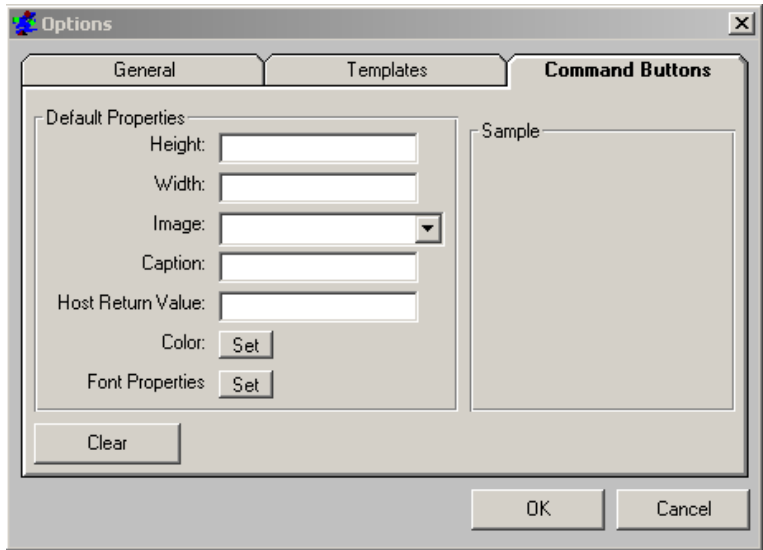 Options
General Templates Command Buttons
Default Properties
Height:
Width:
Image:
Caption:
Host Return Value:
Color: Set
Font Properties Set
Sample
Clear
OK Cancel